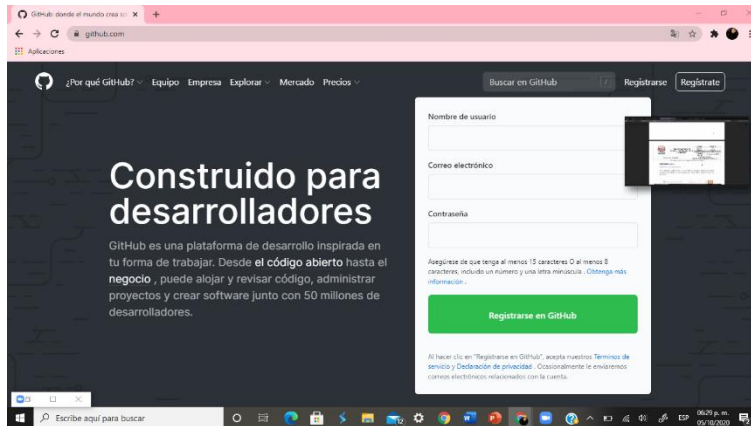 GitHub: donde el mundo crea so
github.com
Aplicaciones
¿Por qué GitHub? Equipo Empresa Explorar Mercado Precios Buscar en GitHub / Registrarse Regístrate
Nombre de usuario
Correo electrónico
Contraseña
Construido para
desarrolladores
GitHub es una plataforma de desarrollo inspirada en
tu forma de trabajar. Desde el código abierto hasta el
negocio , puede alojar y revisar código, administrar
proyectos y crear software junto con 50 millones de
desarrolladores.
Asegúrese de que tenga al menos 15 caracteres O al menos 8
caracteres, incluido un número y una letra minúscula . Obtenga más
información .
Registrarse en GitHub
Al hacer clic en "Registrarse en GitHub", acepta nuestros Términos de
servicio y Declaración de privacidad . Ocasionalmente le enviaremos
correos electrónicos relacionados con la cuenta.
Escribe aquí para buscar
ESP
06:29 p. m.
05/10/2020